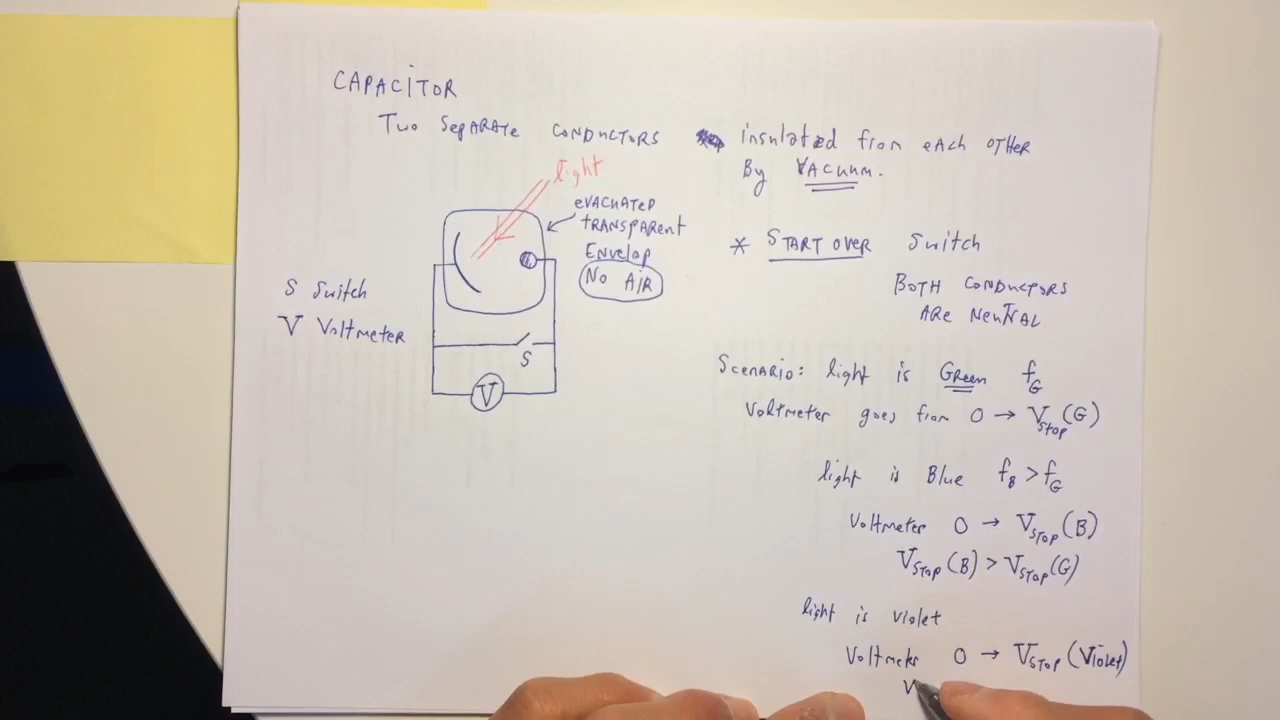 CAPACITOR
TWO SEPARATE CONDUCTORS insulated from each OTHER
By VACUUM.
light
EVACUATED
TRANSPARENT
Envelop
No AiR
S Switch
V Voltmeter
S
V
* START OVER Switch
BOTH CONDUCTORS
ARE NEUTRAL
Scenario: light is Green f_G
Voltmeter goes from 0 → V_STOP(G)
light is Blue f_B > f_G
Voltmeter 0 → V_STOP(B)
V_STOP(B) > V_STOP(G)
light is violet
Voltmeter 0 → V_STOP(Violet)
V